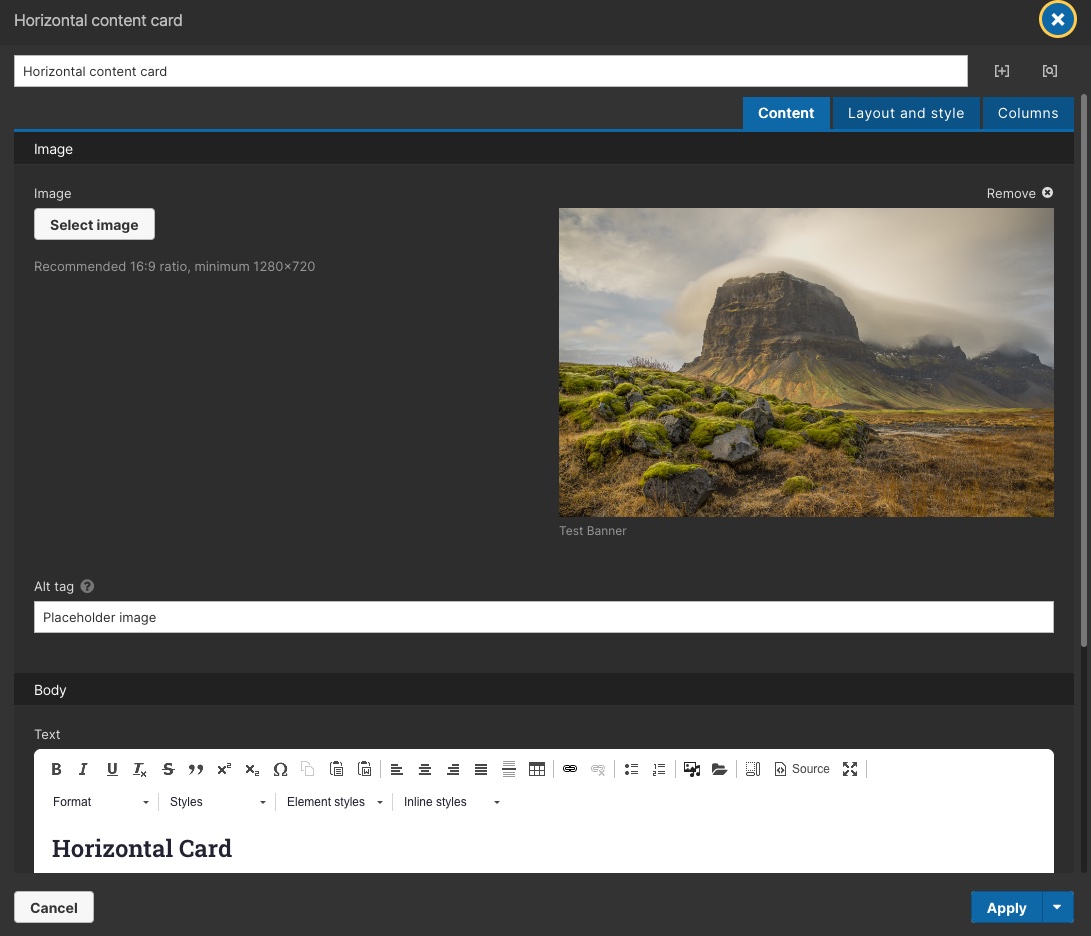 Horizontal content card
Horizontal content card
Content Layout and style Columns
Image
Image
Remove
Select image
Recommended 16:9 ratio, minimum 1280×720
Test Banner
Alt tag
Placeholder image
Body
Text
Source
Format Styles Element styles Inline styles
Horizontal Card
Cancel Apply